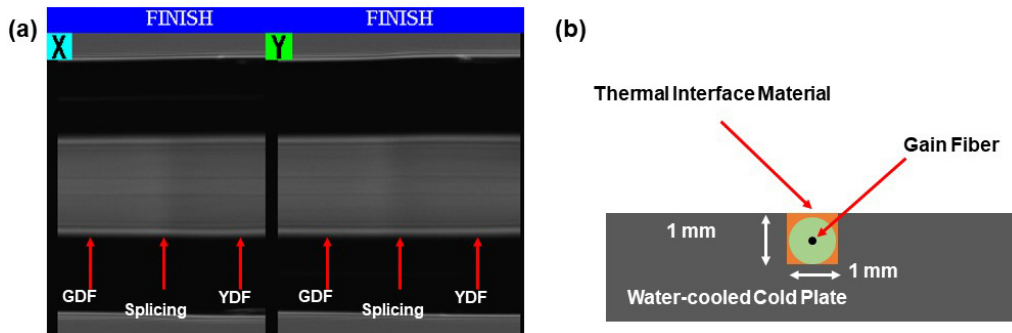 (a)
FINISH
FINISH
X
Y
GDF
Splicing
YDF
GDF
Splicing
YDF
(b)
Thermal Interface Material
Gain Fiber
1 mm
1 mm
Water-cooled Cold Plate